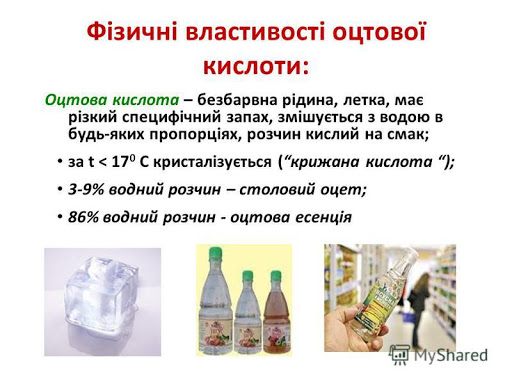 Фізичні властивості оцтової
кислоти:
Оцтова кислота – безбарвна рідина, летка, має
різкий специфічний запах, змішується з водою в
будь-яких пропорціях, розчин кислий на смак;
• за t < 17⁰ С кристалізується (“крижана кислота “);
• 3-9% водний розчин – столовий оцет;
• 86% водний розчин - оцтова есенція
MyShared